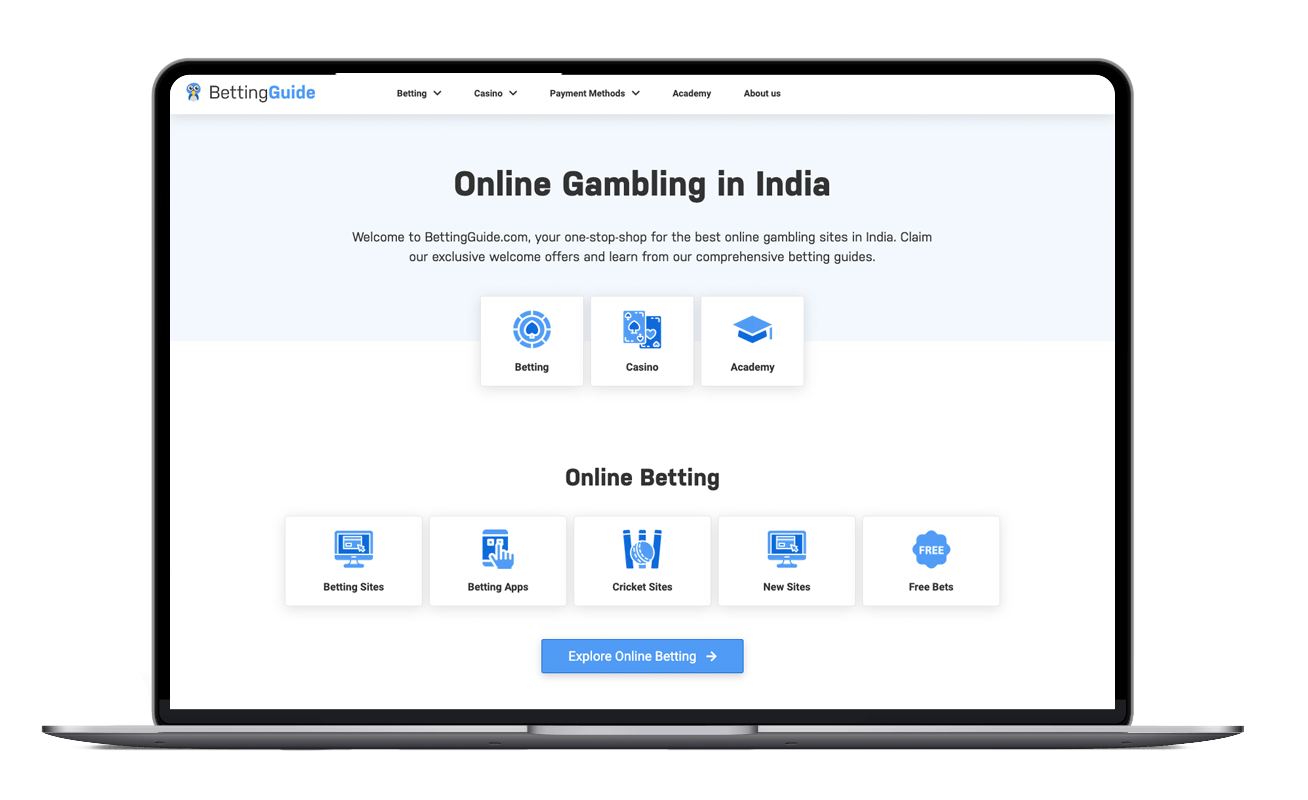 BettingGuide
Betting Casino Payment Methods Academy About us
Online Gambling in India
Welcome to BettingGuide.com, your one-stop-shop for the best online gambling sites in India. Claim
our exclusive welcome offers and learn from our comprehensive betting guides.
Betting Casino Academy
Online Betting
FREE
Betting Sites Betting Apps Cricket Sites New Sites Free Bets
Explore Online Betting